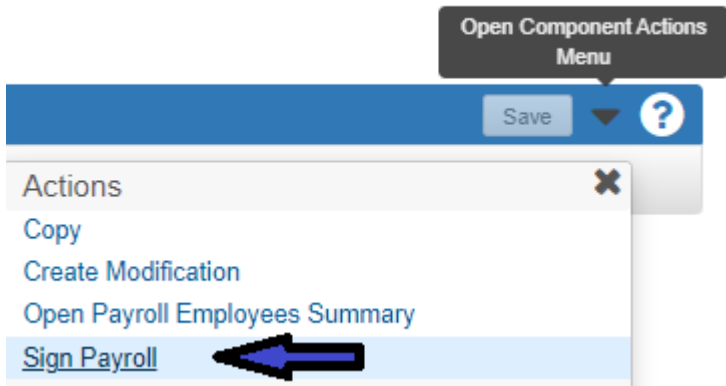 Open Component Actions
Menu
Save
?
Actions
Copy
Create Modification
Open Payroll Employees Summary
Sign Payroll